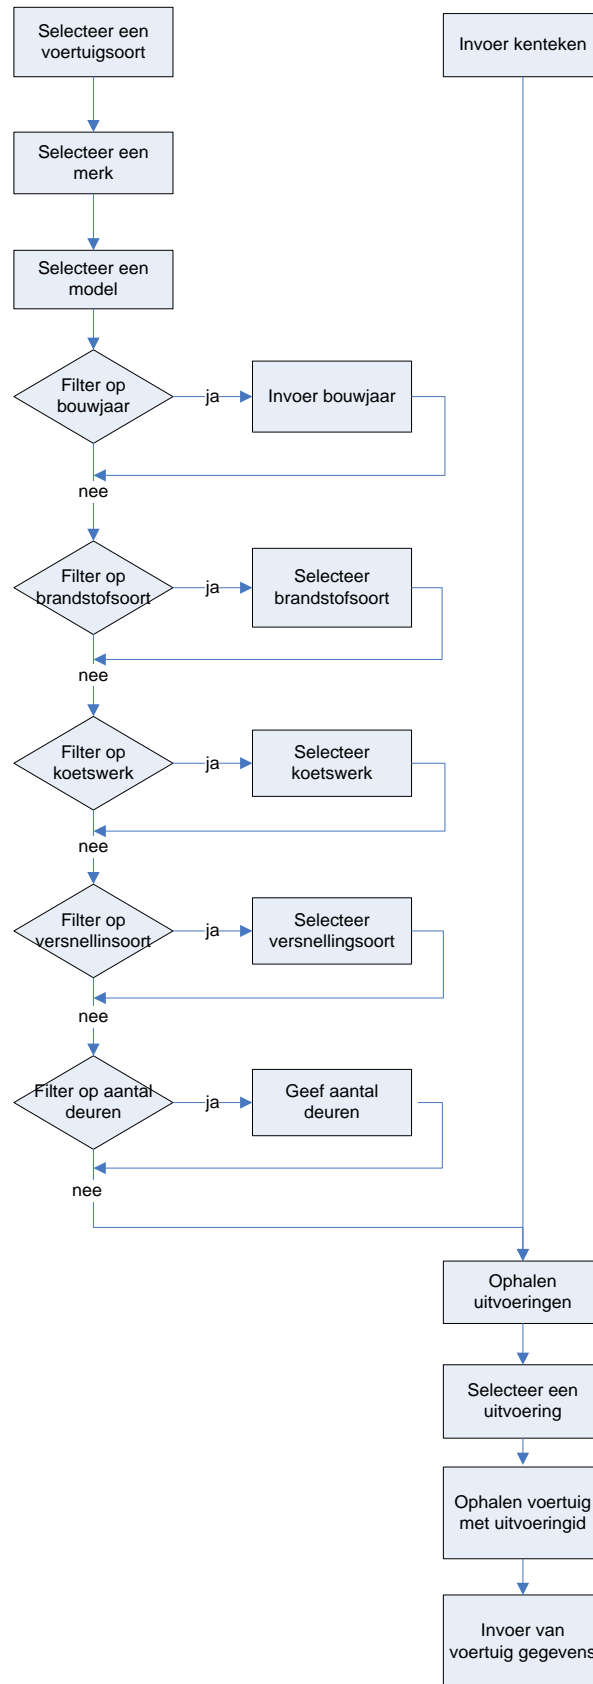 Selecteer een
voertuigsoort
Invoer kenteken
Selecteer een
merk
Selecteer een
model
Filter op
bouwjaar
ja
Invoer bouwjaar
nee
Filter op
brandstofsoort
ja
Selecteer
brandstofsoort
nee
Filter op
koetswerk
ja
Selecteer
koetswerk
nee
Filter op
versnellinsoort
ja
Selecteer
versnellingsoort
nee
Filter op aantal
deuren
ja
Geef aantal
deuren
nee
Ophalen
uitvoeringen
Selecteer een
uitvoering
Ophalen voertuig
met uitvoeringid
Invoer van
voertuig gegevens